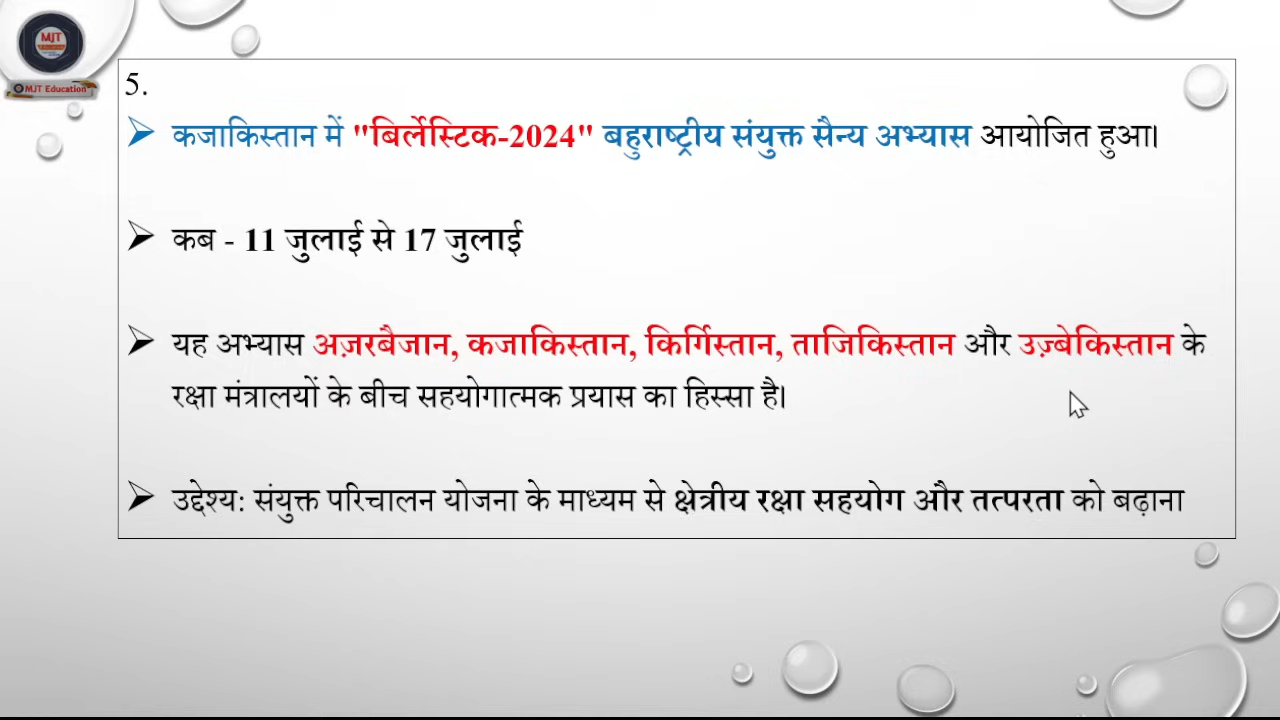 MJT
MJT Education
5.
कजाकिस्तान में "बिर्लेस्टिक-2024" बहुराष्ट्रीय संयुक्त सैन्य अभ्यास आयोजित हुआ।
कब - 11 जुलाई से 17 जुलाई
यह अभ्यास अज़रबैजान, कजाकिस्तान, किर्गिस्तान, ताजिकिस्तान और उज़्बेकिस्तान के
रक्षा मंत्रालयों के बीच सहयोगात्मक प्रयास का हिस्सा है।
उद्देश्य: संयुक्त परिचालन योजना के माध्यम से क्षेत्रीय रक्षा सहयोग और तत्परता को बढ़ाना